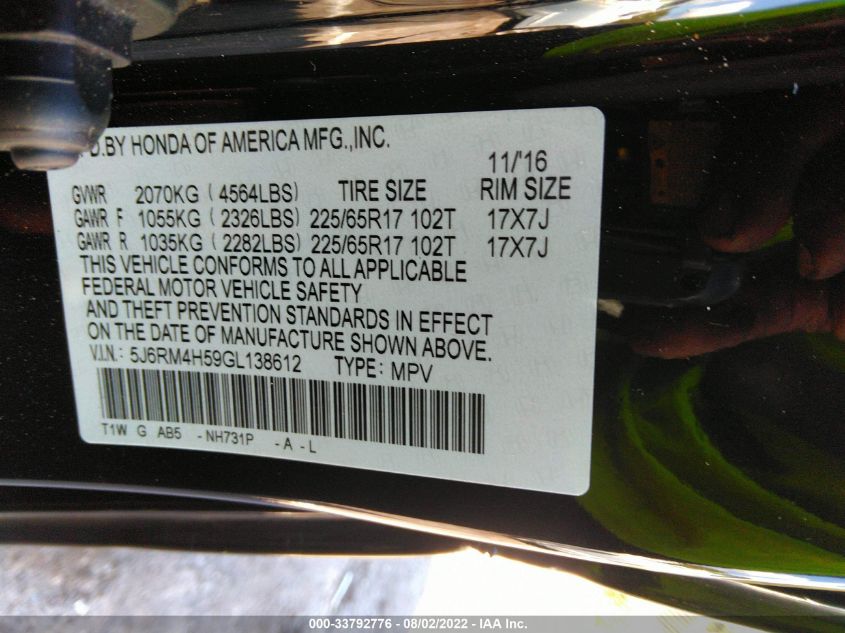 D.BY HONDA OF AMERICA MFG.,INC.
11/'16
GVWR 2070KG (4564LBS) TIRE SIZE RIM SIZE
GAWR F 1055KG (2326LBS) 225/65R17 102T 17X7J
GAWR R 1035KG (2282LBS) 225/65R17 102T 17X7J
THIS VEHICLE CONFORMS TO ALL APPLICABLE
FEDERAL MOTOR VEHICLE SAFETY
AND THEFT PREVENTION STANDARDS IN EFFECT
ON THE DATE OF MANUFACTURE SHOWN ABOVE.
V.I.N.: 5J6RM4H59GL138612 TYPE: MPV
T1W G AB5 -NH731P -A-L
000-33792776 - 08/02/2022 - IAA Inc.